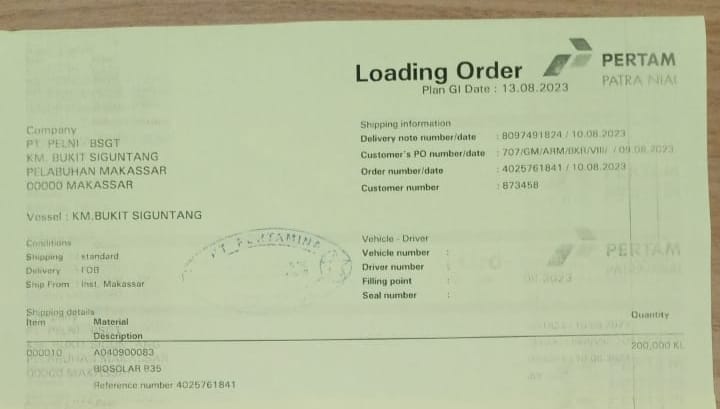 Loading Order
Plan GI Date : 13.08.2023
PERTAM
PATRA NIAI
Company
PT. PELNI - BSGT
KM. BUKIT SIGUNTANG
PELABUHAN MAKASSAR
00000 MAKASSAR
Vessel : KM.BUKIT SIGUNTANG
Shipping information
Delivery note number/date : 8097491824 / 10.08.2023
Customer's PO number/date : 707/GM/ARM/BKR/VIII/ / 09.08.2023
Order number/date : 4025761841 / 10.08.2023
Customer number : 873458
Conditions
Shipping : standard
Delivery : FOB
Ship From : Inst. Makassar
PT. PERTAMINA
Vehicle - Driver
Vehicle number :
Driver number :
Filling point :
Seal number :
PERTAM
08.2023
Shipping details
Item Material Quantity
Description
000010 A040900083 200,000 KL
BIOSOLAR B35
Reference number 4025761841